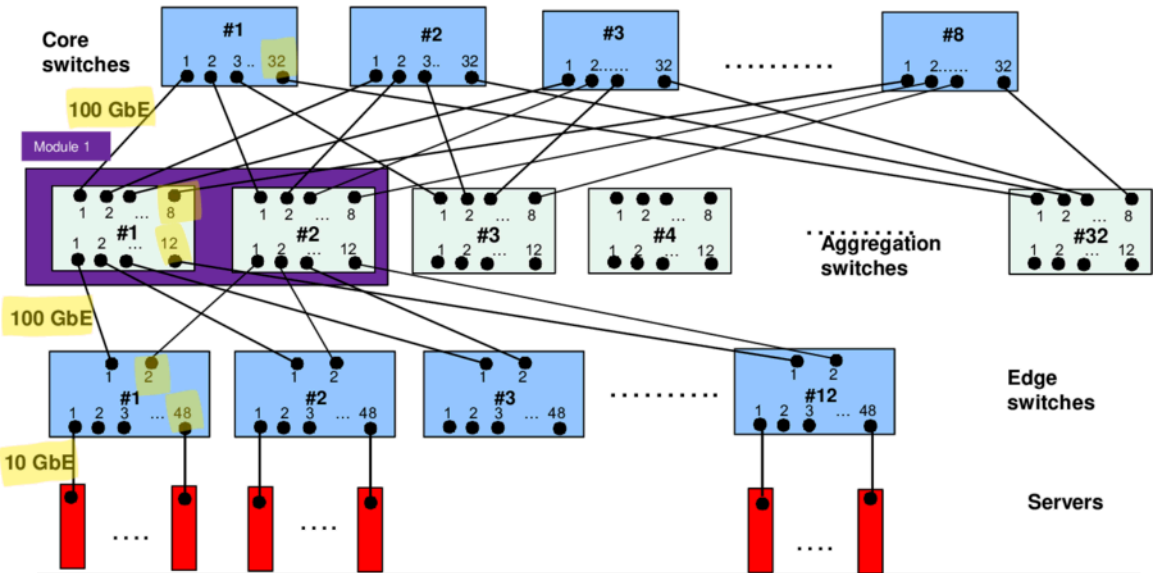 Core
switches
#1
1 2 3 .. 32
#2
1 2 3.. 32
#3
1 2...... 32
..........
#8
1 2...... 32
100 GbE
Module 1
1 2 ... 8
#1
1 2 ... 12
1 2 ... 8
#2
1 2 ... 12
1 2 ... 8
#3
1 2 ... 12
1 2 ... 8
#4
1 2 ... 12
..........
Aggregation
switches
1 2 ... 8
#32
1 2 ... 12
100 GbE
1 2
#1
1 2 3 ... 48
1 2
#2
1 2 3 ... 48
1 2
#3
1 2 3 ... 48
..........
1 2
#12
1 2 3 ... 48
Edge
switches
10 GbE
....
....
....
Servers